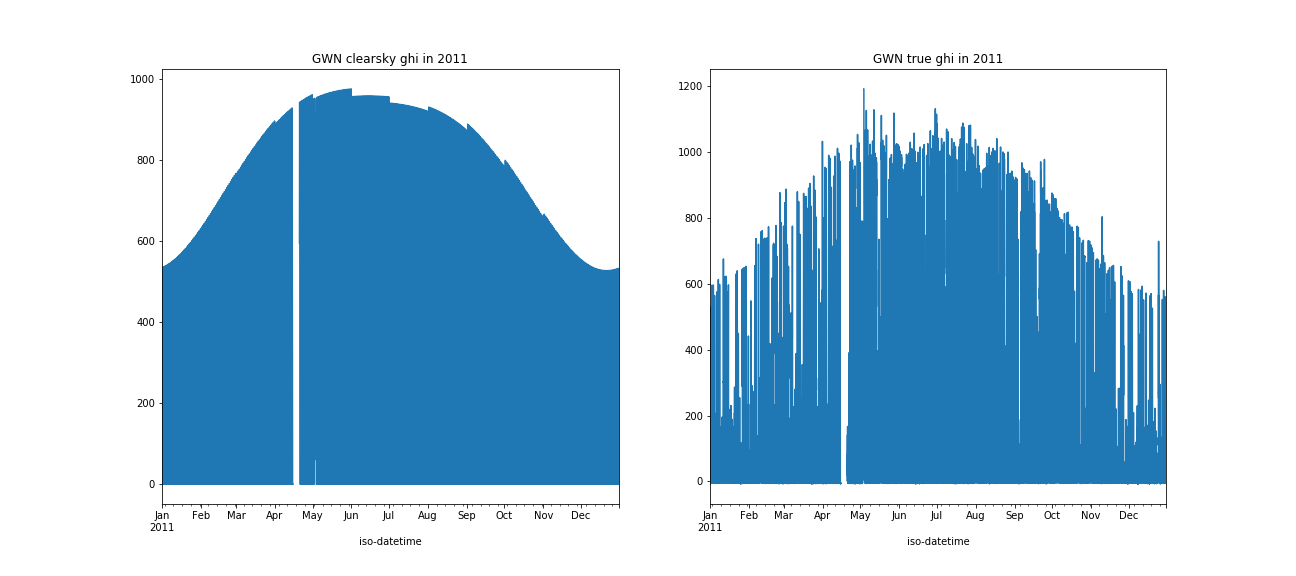 GWN clearsky ghi in 2011
1000
800
600
400
200
0
Jan Feb Mar Apr May Jun Jul Aug Sep Oct Nov Dec
2011
iso-datetime
GWN true ghi in 2011
1200
1000
800
600
400
200
0
Jan Feb Mar Apr May Jun Jul Aug Sep Oct Nov Dec
2011
iso-datetime